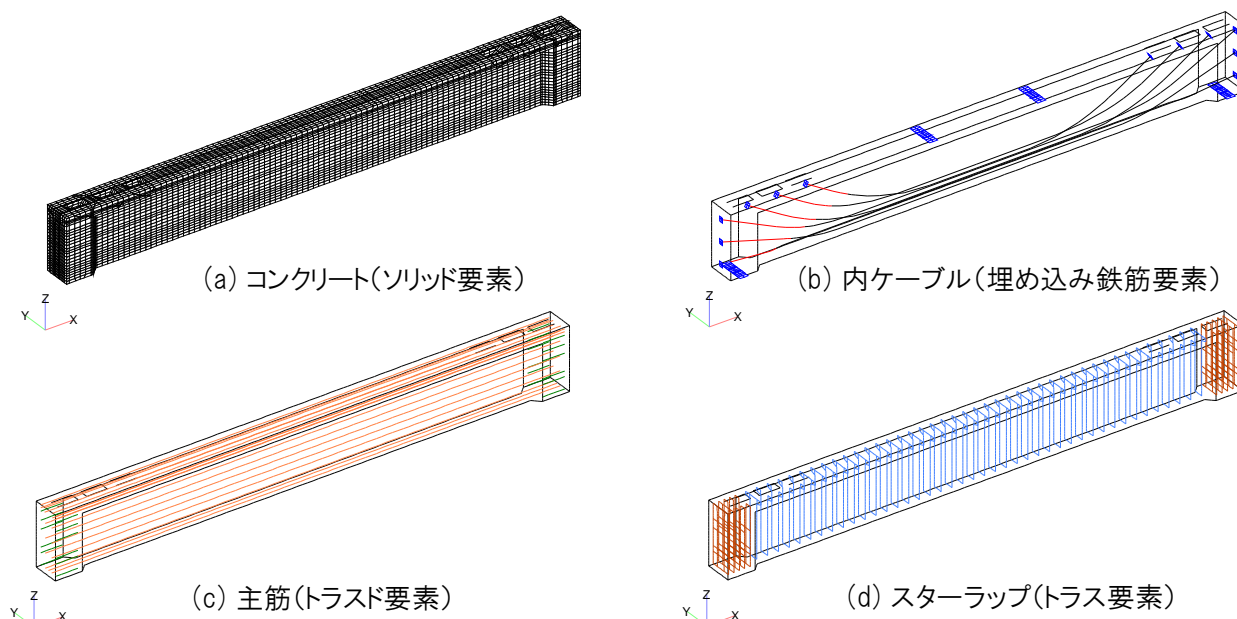 (a) コンクリート(ソリッド要素)
(b) 内ケーブル(埋め込み鉄筋要素)
Z
Y
X
Z
Y
X
(c) 主筋(トラスド要素)
(d) スターラップ(トラス要素)
Z
Y
X
Z
Y
X